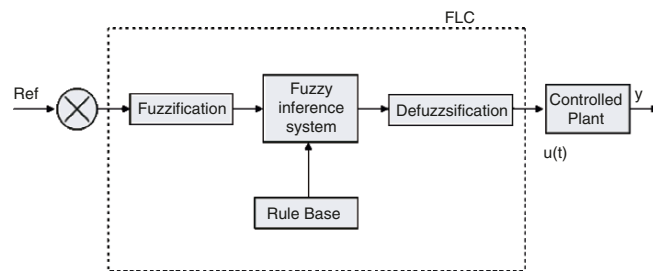 FLC
Ref
Fuzzification
Fuzzy
inference
system
Defuzzsification
Controlled
Plant
y
u(t)
Rule Base